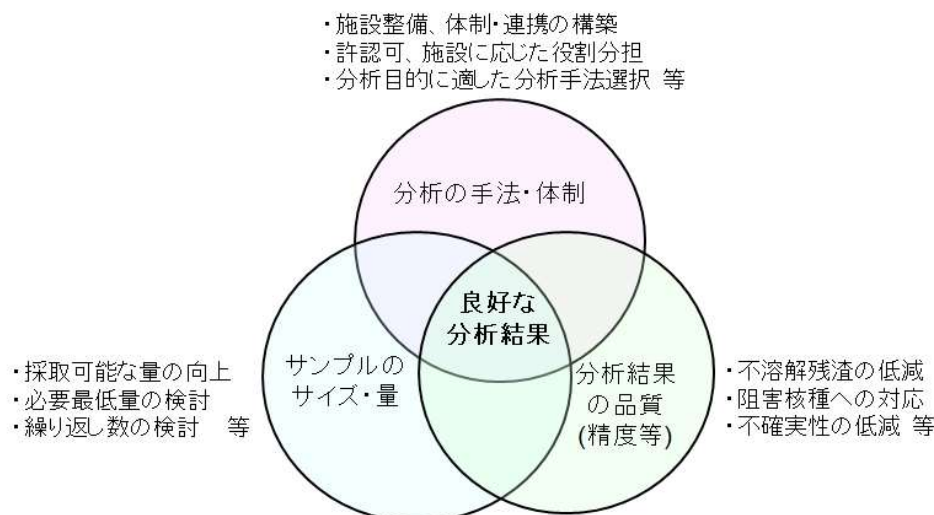 ・施設整備、体制・連携の構築
・許認可、施設に応じた役割分担
・分析目的に適した分析手法選択 等
分析の手法・体制
良好な
分析結果
サンプルの
サイズ・量
分析結果
の品質
(精度等)
・採取可能な量の向上
・必要最低量の検討
・繰り返し数の検討 等
・不溶解残渣の低減
・阻害核種への対応
・不確実性の低減 等